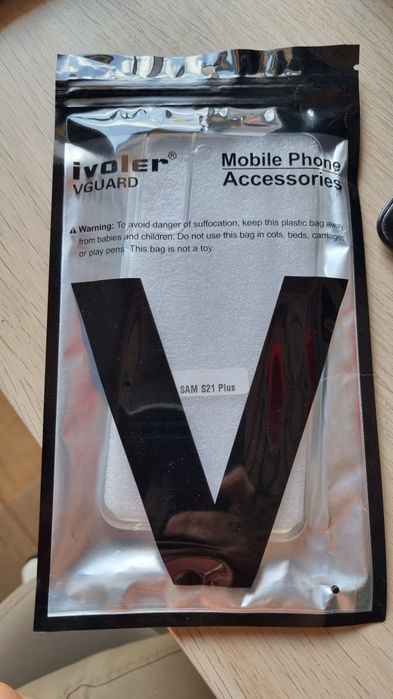 ivoler®
VGUARD
Mobile Phone
Accessories
⚠ Warning: To avoid danger of suffocation, keep this plastic bag away
from babies and children. Do not use this bag in cots, beds, carriages
or play pens. This bag is not a toy.
SAM S21 Plus
V